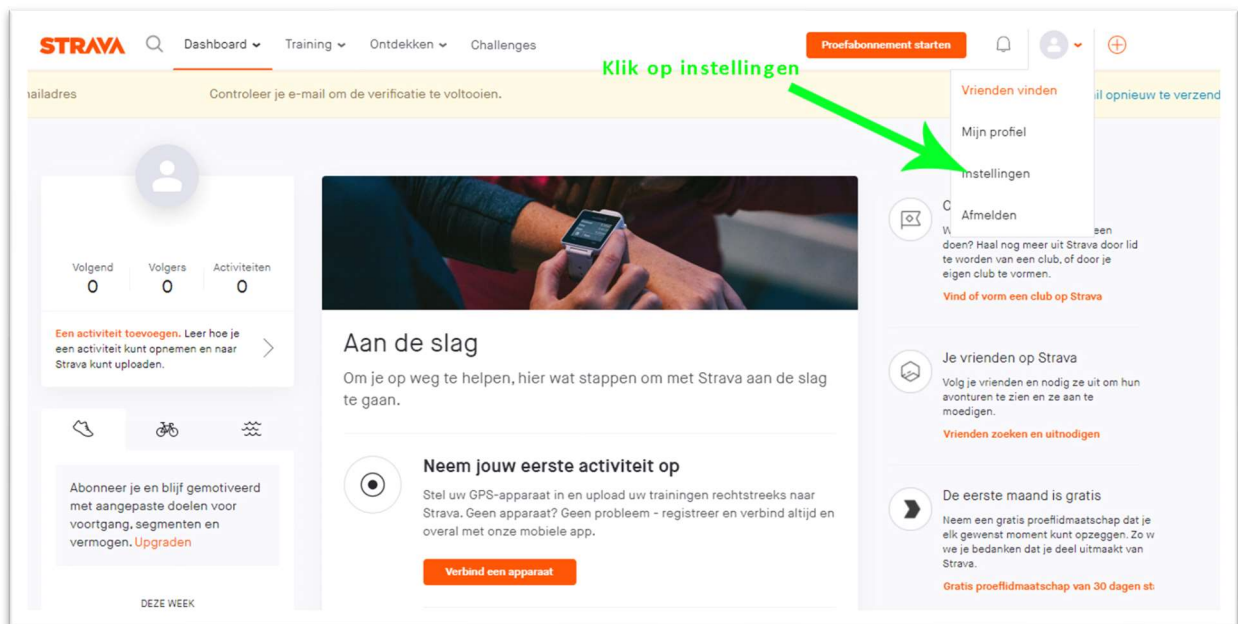 STRAVA
Dashboard
Training
Ontdekken
Challenges
Proefabonnement starten
Klik op instellingen
Controleer je e-mail om de verificatie te voltooien.
opnieuw te verzend
Vrienden vinden
Mijn profiel
Instellingen
Afmelden
Volgend
Volgers
Activiteiten
0
0
0
Een activiteit toevoegen. Leer hoe je
een activiteit kunt opnemen en naar
Strava kunt uploaden.
Abonneer je en blijf gemotiveerd
met aangepaste doelen voor
voortgang, segmenten en
vermogen. Upgraden
DEZE WEEK
Aan de slag
Om je op weg te helpen, hier wat stappen om met Strava aan de slag
te gaan.
Neem jouw eerste activiteit op
Stel uw GPS-apparaat in en upload uw trainingen rechtstreeks naar
Strava. Geen apparaat? Geen probleem - registreer en verbind altijd en
overal met onze mobiele app.
Verbind een apparaat
een
doen? Haal nog meer uit Strava door lid
te worden van een club, of door je
eigen club te vormen.
Vind of vorm een club op Strava
Je vrienden op Strava
Volg je vrienden en nodig ze uit om hun
avonturen te zien en ze aan te
moedigen.
Vrienden zoeken en uitnodigen
De eerste maand is gratis
Neem een gratis proeflidmaatschap dat je
elk gewenst moment kunt opzeggen. Zo w
we je bedanken dat je deel uitmaakt van
Strava.
Gratis proeflidmaatschap van 30 dagen st